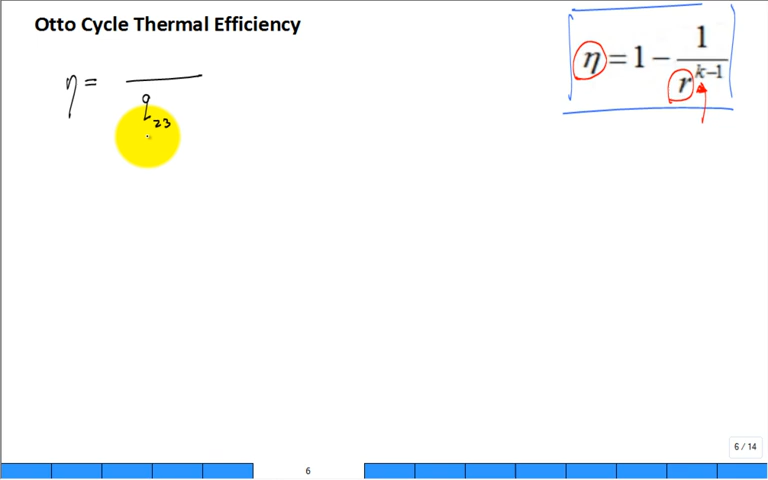 Otto Cycle Thermal Efficiency
η = 1 − 1 / r^(k−1)
η = ― / q₂₃
6 / 14
6